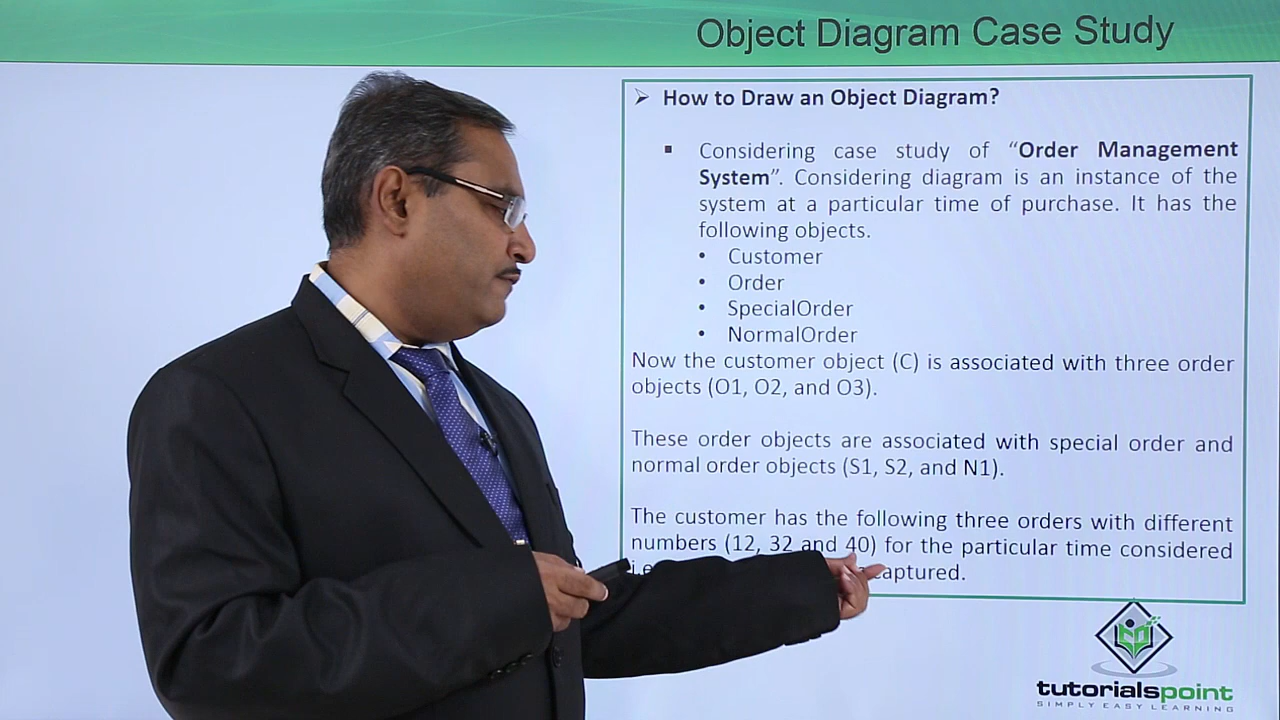 Object Diagram Case Study
➢ How to Draw an Object Diagram?
▪ Considering case study of “Order Management
System”. Considering diagram is an instance of the
system at a particular time of purchase. It has the
following objects.
• Customer
• Order
• SpecialOrder
• NormalOrder
Now the customer object (C) is associated with three order
objects (O1, O2, and O3).
These order objects are associated with special order and
normal order objects (S1, S2, and N1).
The customer has the following three orders with different
numbers (12, 32 and 40) for the particular time considered
captured.
tutorialspoint
SIMPLY EASY LEARNING